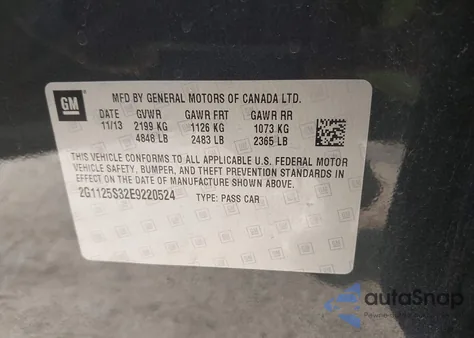 GM
MFD BY GENERAL MOTORS OF CANADA LTD.
DATE GVWR GAWR FRT GAWR RR
11/13 2199 KG 1126 KG 1073 KG
4848 LB 2483 LB 2365 LB
THIS VEHICLE CONFORMS TO ALL APPLICABLE U.S. FEDERAL MOTOR
VEHICLE SAFETY, BUMPER, AND THEFT PREVENTION STANDARDS IN
EFFECT ON THE DATE OF MANUFACTURE SHOWN ABOVE.
2G1125S32E9220524 TYPE: PASS CAR
autoSnap